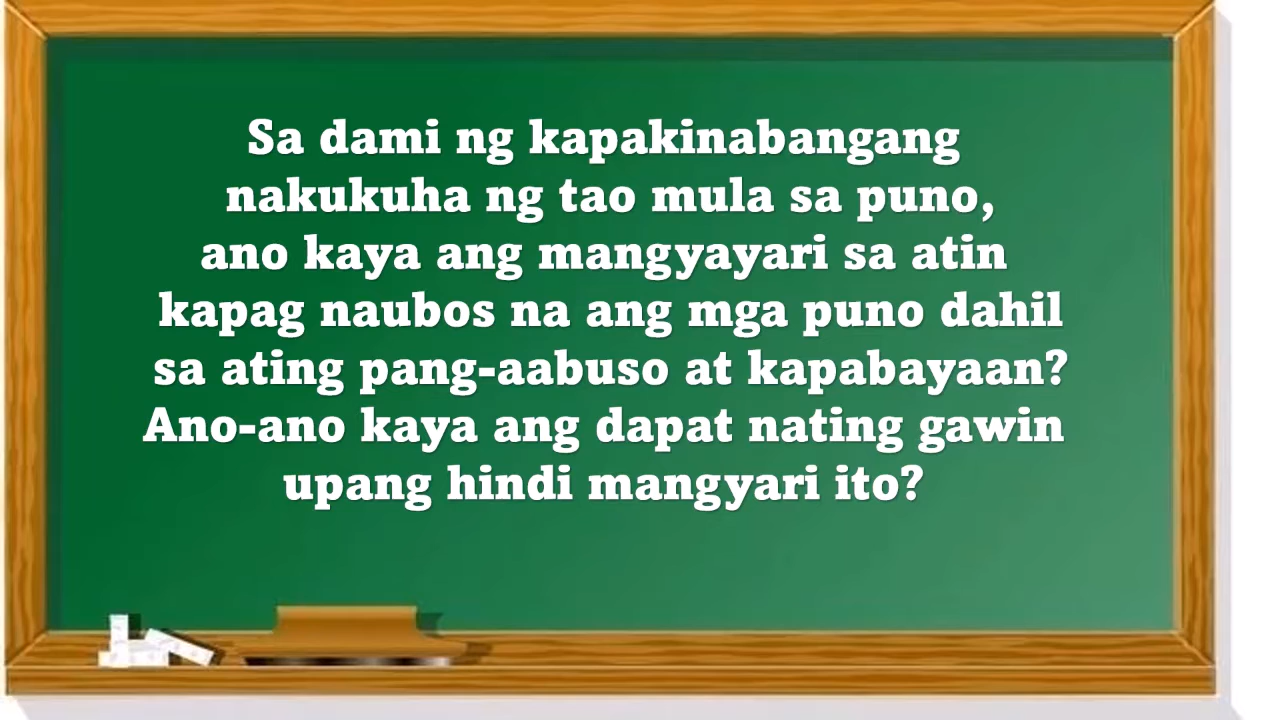 Sa dami ng kapakinabangang
nakukuha ng tao mula sa puno,
ano kaya ang mangyayari sa atin
kapag naubos na ang mga puno dahil
sa ating pang-aabuso at kapabayaan?
Ano-ano kaya ang dapat nating gawin
upang hindi mangyari ito?